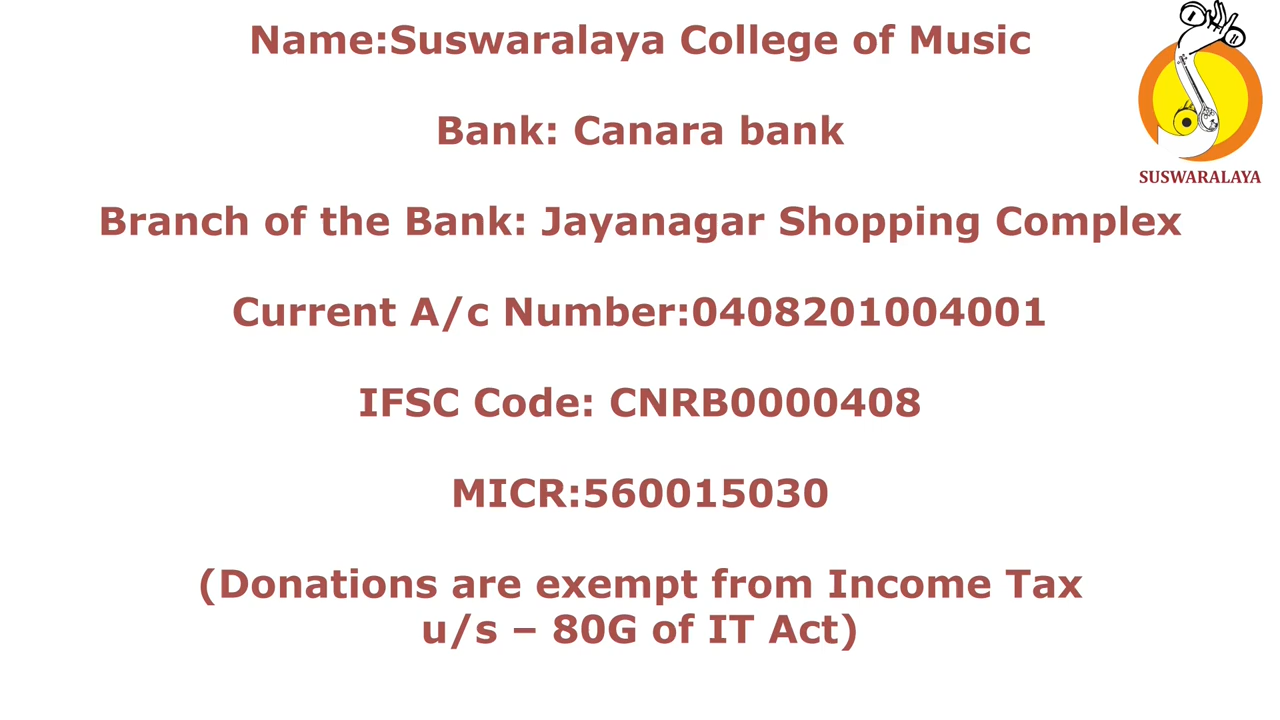 Name:Suswaralaya College of Music
SUSWARALAYA
Bank: Canara bank
Branch of the Bank: Jayanagar Shopping Complex
Current A/c Number:0408201004001
IFSC Code: CNRB0000408
MICR:560015030
(Donations are exempt from Income Tax
u/s – 80G of IT Act)